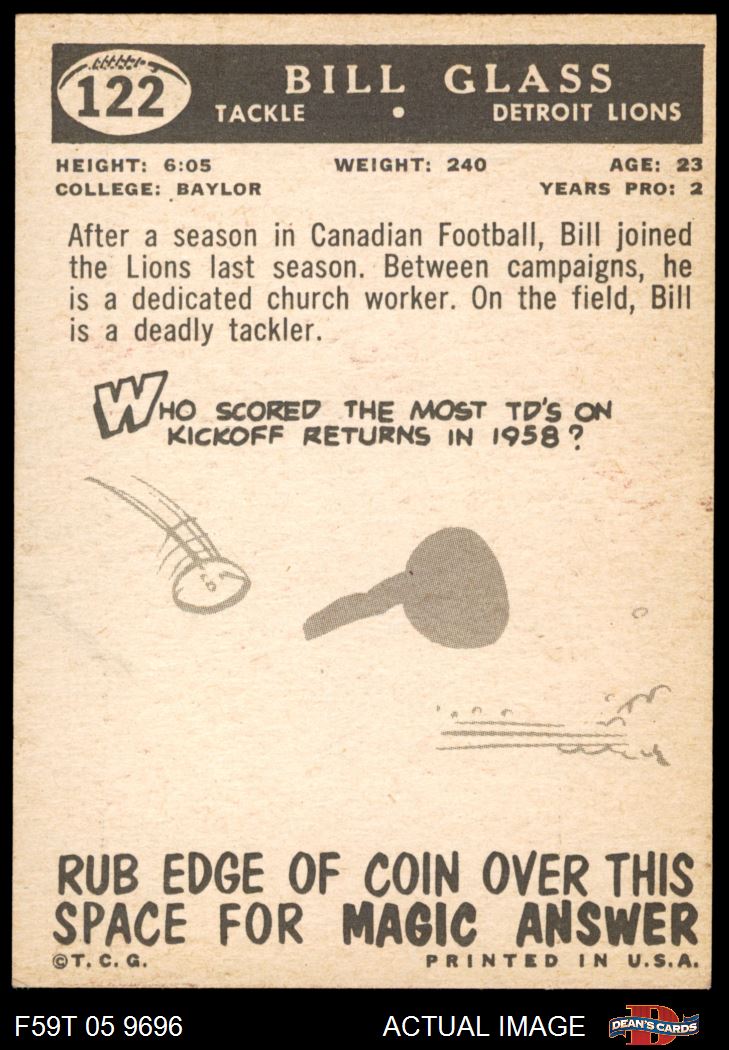 122
BILL GLASS
TACKLE • DETROIT LIONS
HEIGHT: 6:05 WEIGHT: 240 AGE: 23
COLLEGE: BAYLOR YEARS PRO: 2
After a season in Canadian Football, Bill joined
the Lions last season. Between campaigns, he
is a dedicated church worker. On the field, Bill
is a deadly tackler.
WHO SCORED THE MOST TD'S ON
KICKOFF RETURNS IN 1958?
RUB EDGE OF COIN OVER THIS
SPACE FOR MAGIC ANSWER
©T.C.G. PRINTED IN U.S.A.
F59T 05 9696 ACTUAL IMAGE DEAN'S CARDS